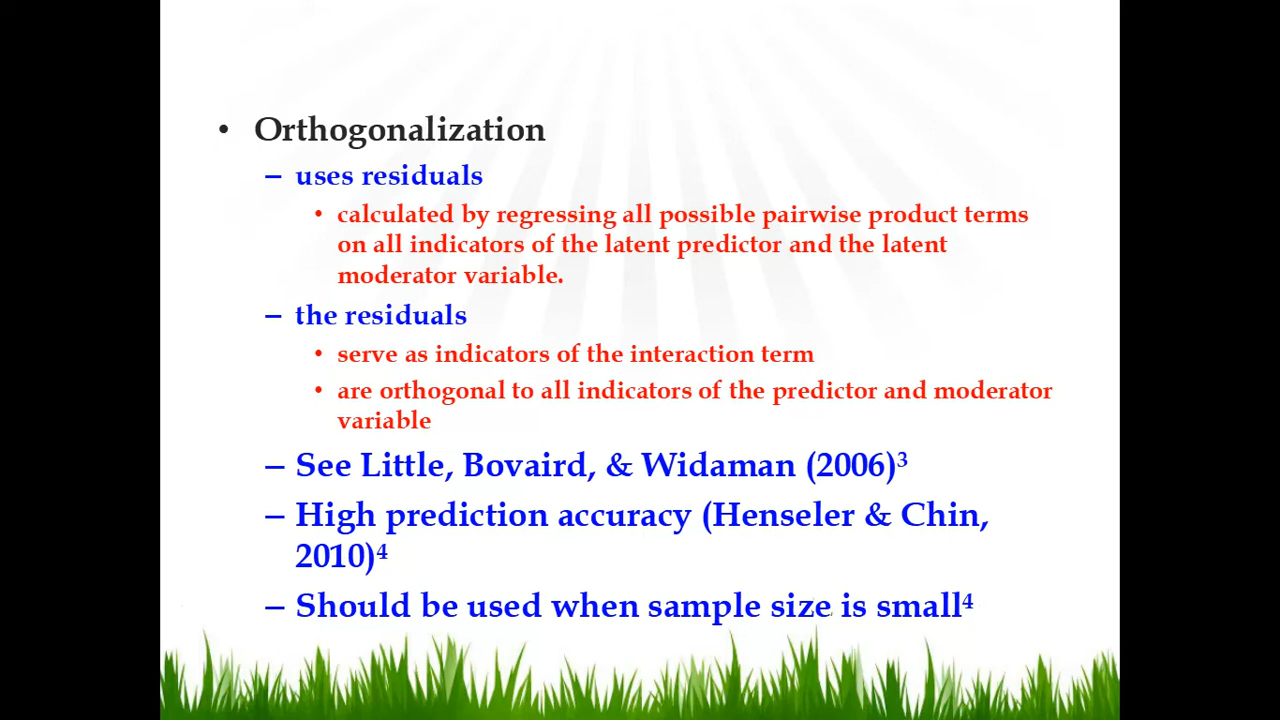 • Orthogonalization
– uses residuals
• calculated by regressing all possible pairwise product terms
on all indicators of the latent predictor and the latent
moderator variable.
– the residuals
• serve as indicators of the interaction term
• are orthogonal to all indicators of the predictor and moderator
variable
– See Little, Bovaird, & Widaman (2006)³
– High prediction accuracy (Henseler & Chin,
2010)⁴
– Should be used when sample size is small⁴